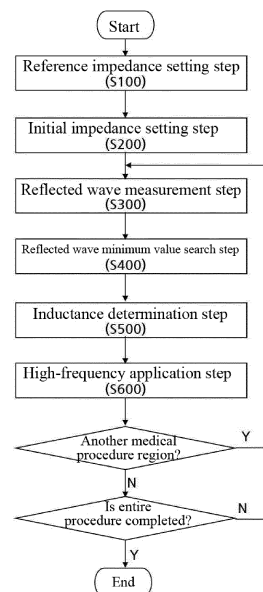 Start
Reference impedance setting step
(S100)
Initial impedance setting step
(S200)
Reflected wave measurement step
(S300)
Reflected wave minimum value search step
(S400)
Inductance determination step
(S500)
High-frequency application step
(S600)
Another medical
procedure region?
Y
N
Is entire
procedure completed?
N
Y
End